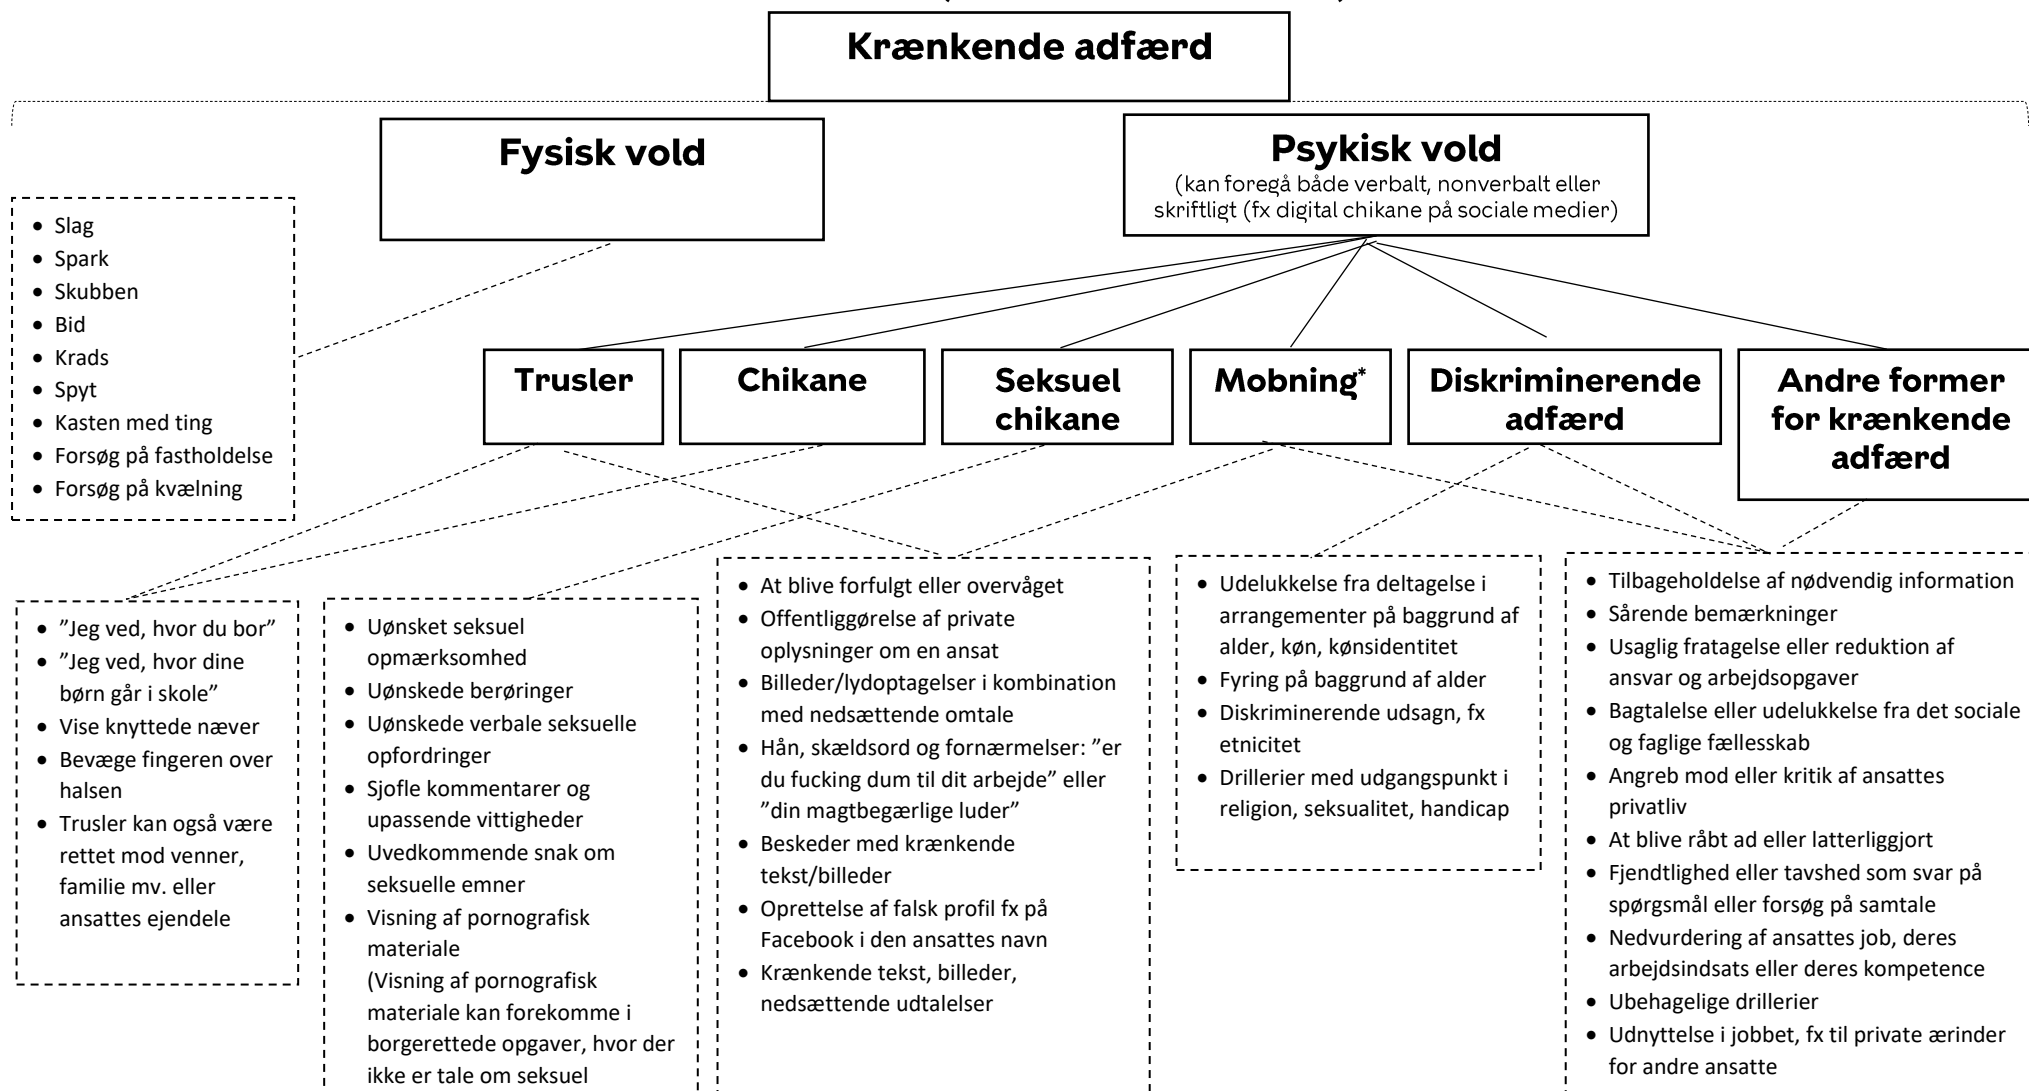 Krænkende adfærd
Fysisk vold
Psykisk vold
(kan foregå både verbalt, nonverbalt eller
skriftligt (fx digital chikane på sociale medier)
• Slag
• Spark
• Skubben
• Bid
• Krads
• Spyt
• Kasten med ting
• Forsøg på fastholdelse
• Forsøg på kvælning
Trusler
Chikane
Seksuel
chikane
Mobning*
Diskriminerende
adfærd
Andre former
for krænkende
adfærd
• ”Jeg ved, hvor du bor”
• ”Jeg ved, hvor dine
børn går i skole”
• Vise knyttede næver
• Bevæge fingeren over
halsen
• Trusler kan også være
rettet mod venner,
familie mv. eller
ansattes ejendele
• Uønsket seksuel
opmærksomhed
• Uønskede berøringer
• Uønskede verbale seksuelle
opfordringer
• Sjofle kommentarer og
upassende vittigheder
• Uvedkommende snak om
seksuelle emner
• Visning af pornografisk
materiale
(Visning af pornografisk
materiale kan forekomme i
borgerettede opgaver, hvor der
ikke er tale om seksuel
• At blive forfulgt eller overvåget
• Offentliggørelse af private
oplysninger om en ansat
• Billeder/lydoptagelser i kombination
med nedsættende omtale
• Hån, skældsord og fornærmelser: ”er
du fucking dum til dit arbejde” eller
”din magtbegærlige luder”
• Beskeder med krænkende
tekst/billeder
• Oprettelse af falsk profil fx på
Facebook i den ansattes navn
• Krænkende tekst, billeder,
nedsættende udtalelser
• Udelukkelse fra deltagelse i
arrangementer på baggrund af
alder, køn, kønsidentitet
• Fyring på baggrund af alder
• Diskriminerende udsagn, fx
etnicitet
• Drillerier med udgangspunkt i
religion, seksualitet, handicap
• Tilbageholdelse af nødvendig information
• Sårende bemærkninger
• Usaglig fratagelse eller reduktion af
ansvar og arbejdsopgaver
• Bagtalelse eller udelukkelse fra det sociale
og faglige fællesskab
• Angreb mod eller kritik af ansattes
privatliv
• At blive råbt ad eller latterliggjort
• Fjendtlighed eller tavshed som svar på
spørgsmål eller forsøg på samtale
• Nedvurdering af ansattes job, deres
arbejdsindsats eller deres kompetence
• Ubehagelige drillerier
• Udnyttelse i jobbet, fx til private ærinder
for andre ansatte